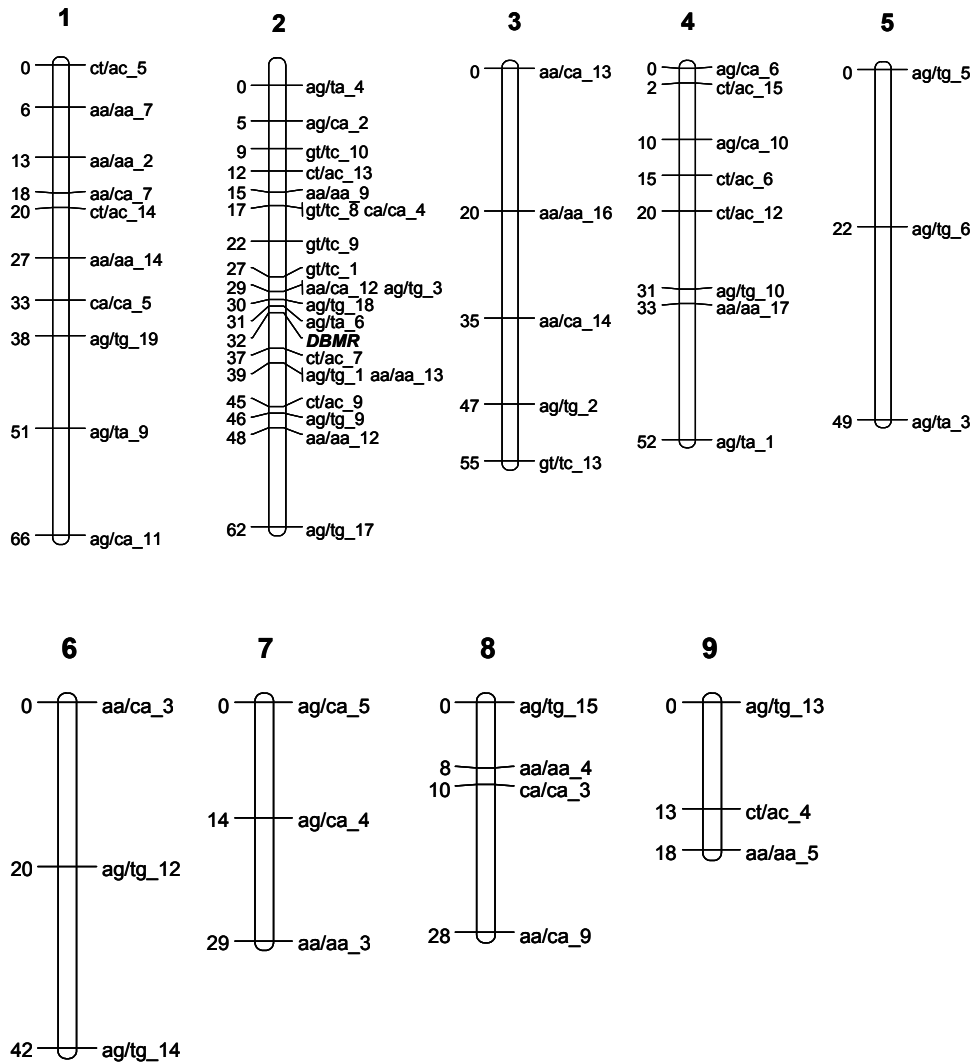 1
0 ct/ac_5
6 aa/aa_7
13 aa/aa_2
18 aa/ca_7
20 ct/ac_14
27 aa/aa_14
33 ca/ca_5
38 ag/tg_19
51 ag/ta_9
66 ag/ca_11
2
0 ag/ta_4
5 ag/ca_2
9 gt/tc_10
12 ct/ac_13
15 aa/aa_9
17 gt/tc_8 ca/ca_4
22 gt/tc_9
27 gt/tc_1
29 aa/ca_12 ag/tg_3
30 ag/tg_18
31 ag/ta_6
32 DBMR
37 ct/ac_7
39 ag/tg_1 aa/aa_13
45 ct/ac_9
46 ag/tg_9
48 aa/aa_12
62 ag/tg_17
3
0 aa/ca_13
20 aa/aa_16
35 aa/ca_14
47 ag/tg_2
55 gt/tc_13
4
0 ag/ca_6
2 ct/ac_15
10 ag/ca_10
15 ct/ac_6
20 ct/ac_12
31 ag/tg_10
33 aa/aa_17
52 ag/ta_1
5
0 ag/tg_5
22 ag/tg_6
49 ag/ta_3
6
0 aa/ca_3
20 ag/tg_12
42 ag/tg_14
7
0 ag/ca_5
14 ag/ca_4
29 aa/aa_3
8
0 ag/tg_15
8 aa/aa_4
10 ca/ca_3
28 aa/ca_9
9
0 ag/tg_13
13 ct/ac_4
18 aa/aa_5